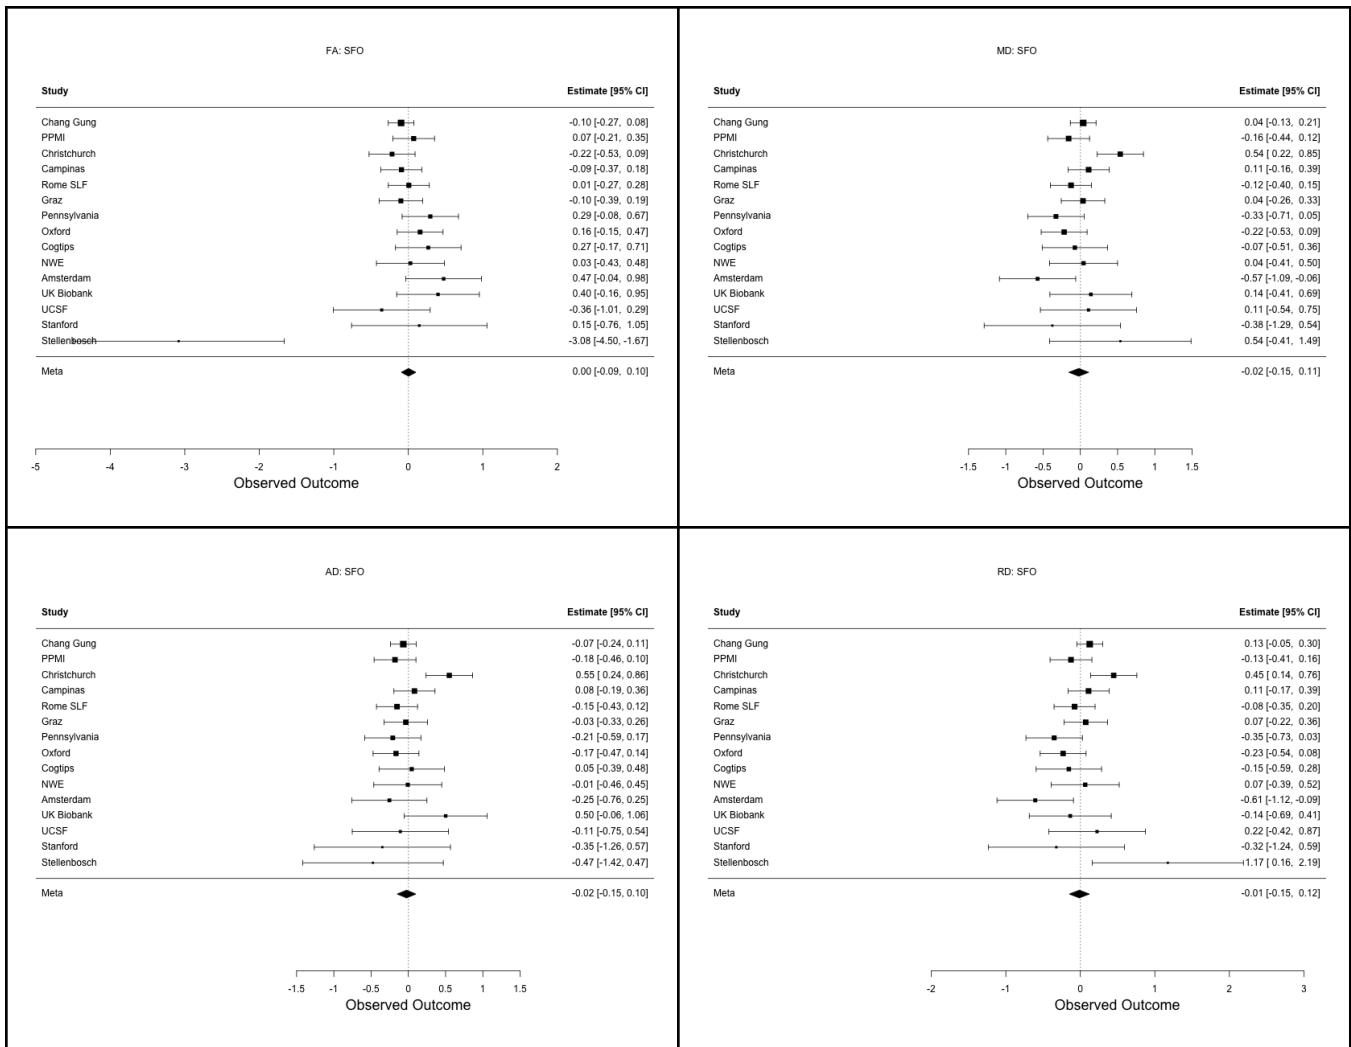 FA: SFO
Study Estimate [95% CI]
Chang Gung -0.10 [-0.27, 0.08]
PPMI 0.07 [-0.21, 0.35]
Christchurch -0.22 [-0.53, 0.09]
Campinas -0.09 [-0.37, 0.18]
Rome SLF 0.01 [-0.27, 0.28]
Graz -0.10 [-0.39, 0.19]
Pennsylvania 0.29 [-0.08, 0.67]
Oxford 0.16 [-0.15, 0.47]
Cogtips 0.27 [-0.17, 0.71]
NWE 0.03 [-0.43, 0.48]
Amsterdam 0.47 [-0.04, 0.98]
UK Biobank 0.40 [-0.16, 0.95]
UCSF -0.36 [-1.01, 0.29]
Stanford 0.15 [-0.76, 1.05]
Stellenbosch -3.08 [-4.50, -1.67]
Meta 0.00 [-0.09, 0.10]
-5 -4 -3 -2 -1 0 1 2
Observed Outcome
MD: SFO
Study Estimate [95% CI]
Chang Gung 0.04 [-0.13, 0.21]
PPMI -0.16 [-0.44, 0.12]
Christchurch 0.54 [ 0.22, 0.85]
Campinas 0.11 [-0.16, 0.39]
Rome SLF -0.12 [-0.40, 0.15]
Graz 0.04 [-0.26, 0.33]
Pennsylvania -0.33 [-0.71, 0.05]
Oxford -0.22 [-0.53, 0.09]
Cogtips -0.07 [-0.51, 0.36]
NWE 0.04 [-0.41, 0.50]
Amsterdam -0.57 [-1.09, -0.06]
UK Biobank 0.14 [-0.41, 0.69]
UCSF 0.11 [-0.54, 0.75]
Stanford -0.38 [-1.29, 0.54]
Stellenbosch 0.54 [-0.41, 1.49]
Meta -0.02 [-0.15, 0.11]
-1.5 -1 -0.5 0 0.5 1 1.5
Observed Outcome
AD: SFO
Study Estimate [95% CI]
Chang Gung -0.07 [-0.24, 0.11]
PPMI -0.18 [-0.46, 0.10]
Christchurch 0.55 [ 0.24, 0.86]
Campinas 0.08 [-0.19, 0.36]
Rome SLF -0.15 [-0.43, 0.12]
Graz -0.03 [-0.33, 0.26]
Pennsylvania -0.21 [-0.59, 0.17]
Oxford -0.17 [-0.47, 0.14]
Cogtips 0.05 [-0.39, 0.48]
NWE -0.01 [-0.46, 0.45]
Amsterdam -0.25 [-0.76, 0.25]
UK Biobank 0.50 [-0.06, 1.06]
UCSF -0.11 [-0.75, 0.54]
Stanford -0.35 [-1.26, 0.57]
Stellenbosch -0.47 [-1.42, 0.47]
Meta -0.02 [-0.15, 0.10]
-1.5 -1 -0.5 0 0.5 1 1.5
Observed Outcome
RD: SFO
Study Estimate [95% CI]
Chang Gung 0.13 [-0.05, 0.30]
PPMI -0.13 [-0.41, 0.16]
Christchurch 0.45 [ 0.14, 0.76]
Campinas 0.11 [-0.17, 0.39]
Rome SLF -0.08 [-0.35, 0.20]
Graz 0.07 [-0.22, 0.36]
Pennsylvania -0.35 [-0.73, 0.03]
Oxford -0.23 [-0.54, 0.08]
Cogtips -0.15 [-0.59, 0.28]
NWE 0.07 [-0.39, 0.52]
Amsterdam -0.61 [-1.12, -0.09]
UK Biobank -0.14 [-0.69, 0.41]
UCSF 0.22 [-0.42, 0.87]
Stanford -0.32 [-1.24, 0.59]
Stellenbosch 1.17 [ 0.16, 2.19]
Meta -0.01 [-0.15, 0.12]
-2 -1 0 1 2 3
Observed Outcome